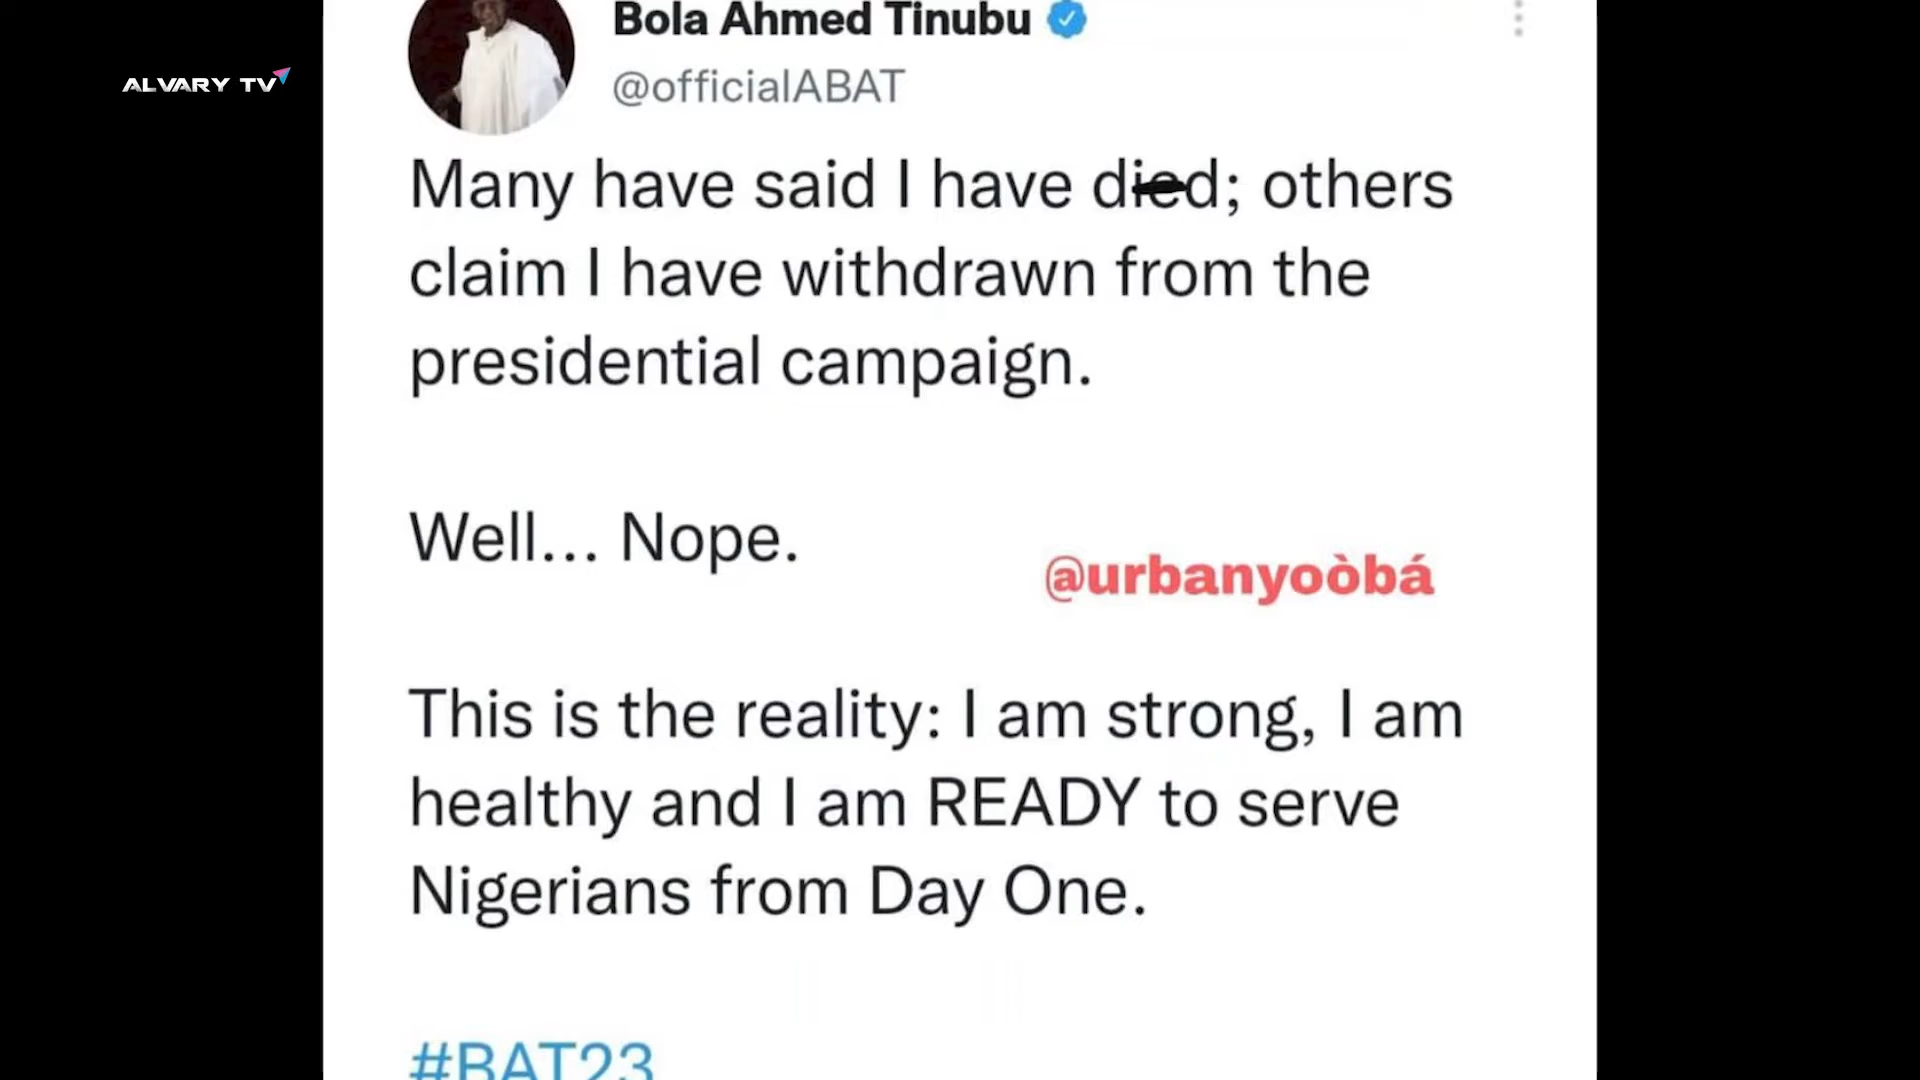 Bola Ahmed Tinubu
ALVARY TV
@officialABAT
Many have said I have died; others
claim I have withdrawn from the
presidential campaign.
Well... Nope.
@urbanyoòbá
This is the reality: I am strong, I am
healthy and I am READY to serve
Nigerians from Day One.
#BAT23